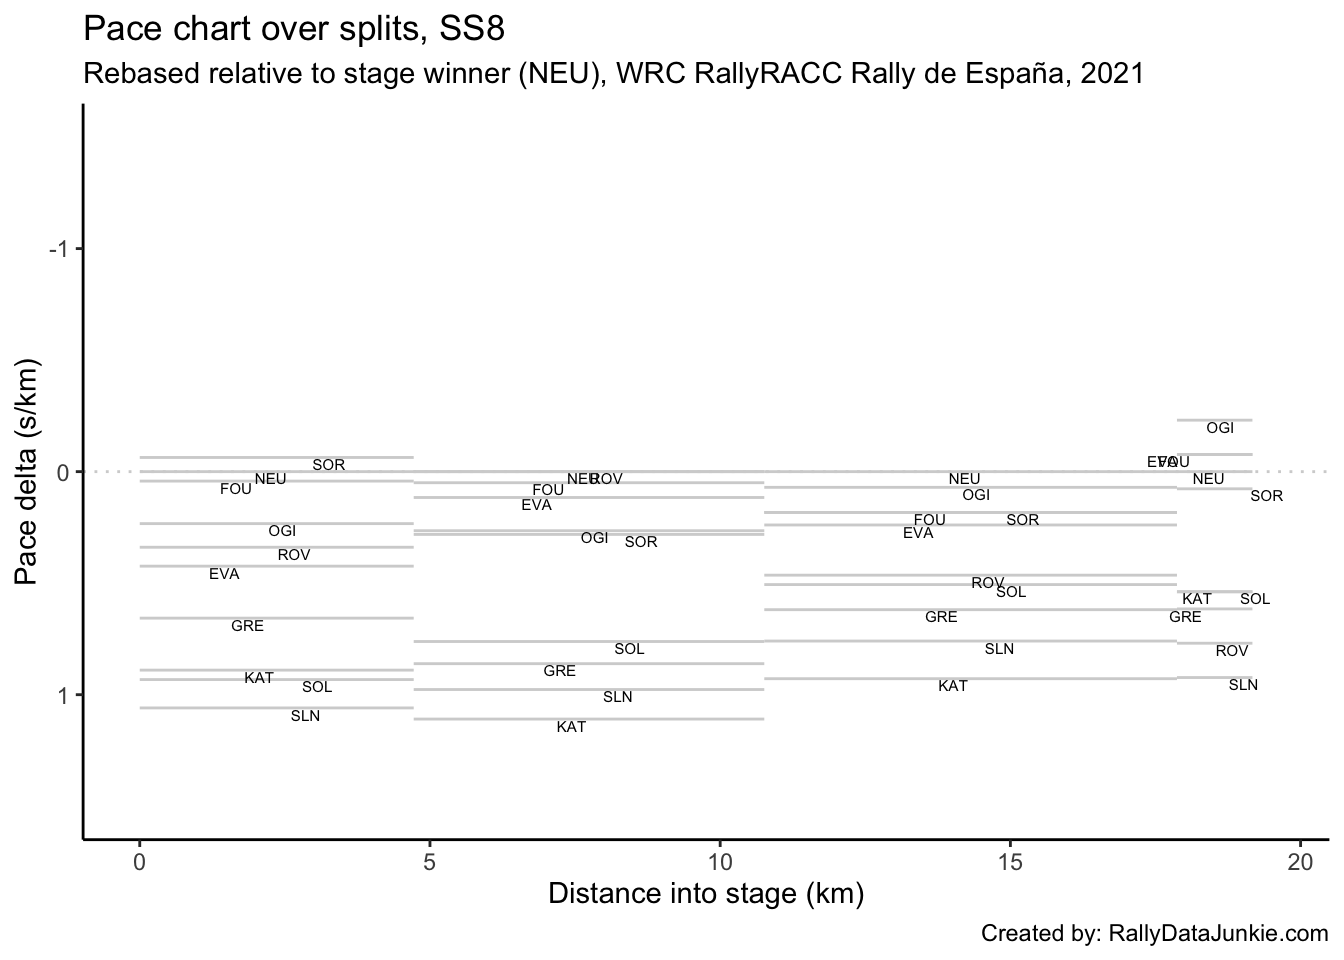 Pace chart over splits, SS8
Rebased relative to stage winner (NEU), WRC RallyRACC Rally de España, 2021
Pace delta (s/km)
-1
0
1
OGI
EVA FOU
SOR
NEU NEU ROV NEU NEU
FOU FOU OGI SOR
EVA
OGI FOU SOR
OGI SOR EVA
ROV
EVA ROV
SOL KAT SOL
GRE GRE GRE
SOL SLN ROV
KAT GRE
SOL KAT SLN
SLN SLN
KAT
0 5 10 15 20
Distance into stage (km)
Created by: RallyDataJunkie.com